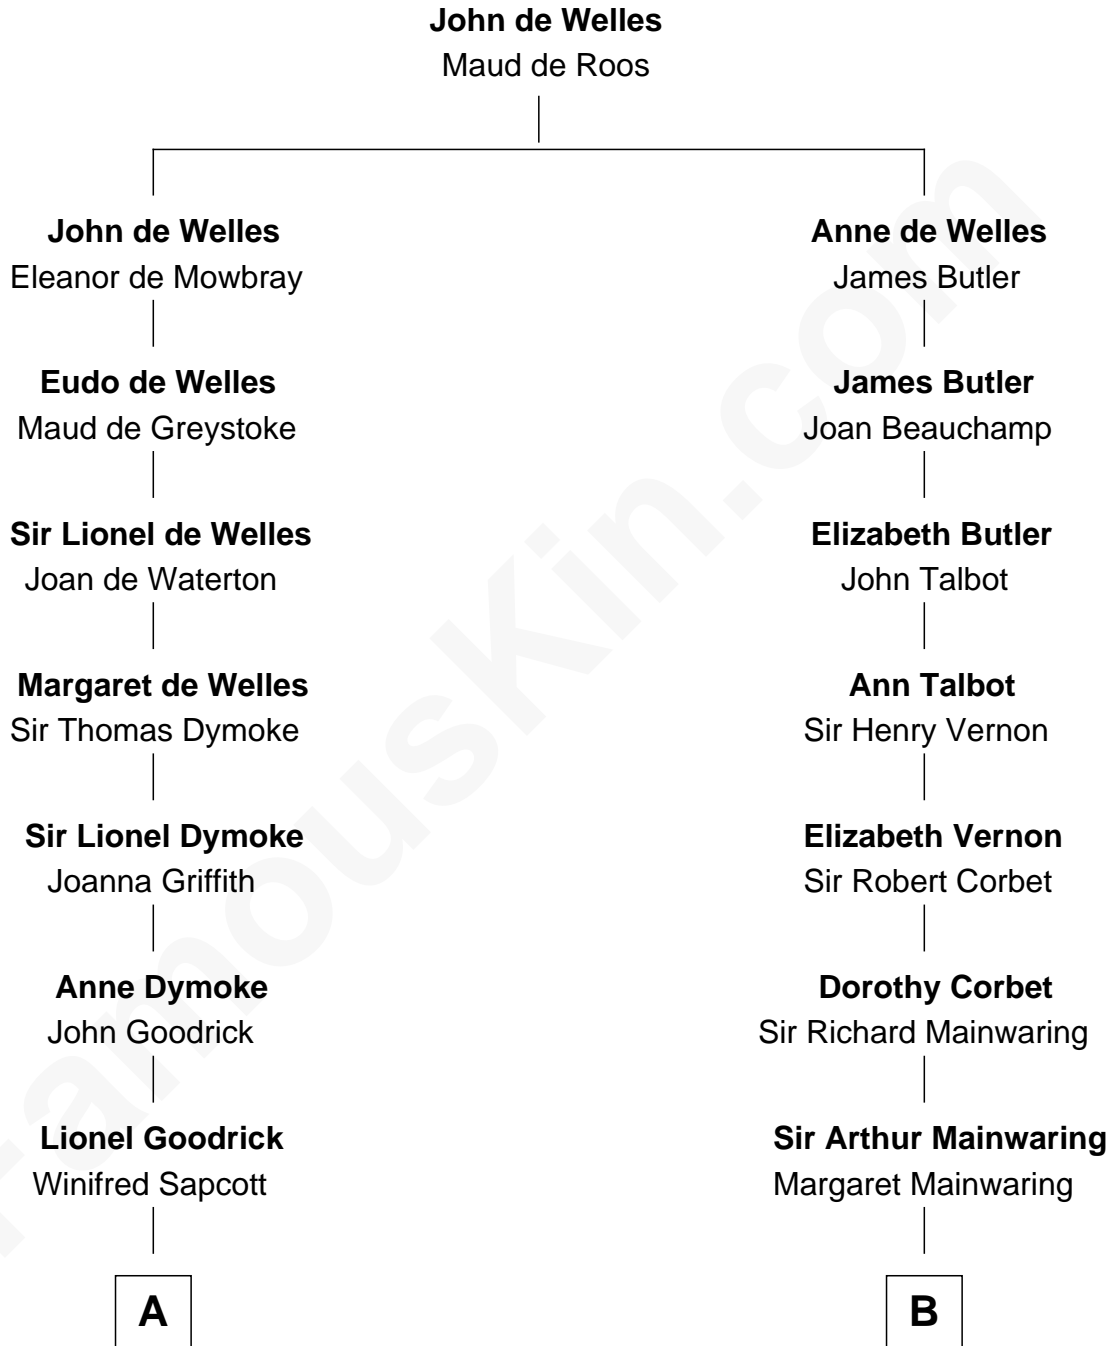 John de Welles
Maud de Roos
John de Welles
Eleanor de Mowbray
Eudo de Welles
Maud de Greystoke
Sir Lionel de Welles
Joan de Waterton
Margaret de Welles
Sir Thomas Dymoke
Sir Lionel Dymoke
Joanna Griffith
Anne Dymoke
John Goodrick
Lionel Goodrick
Winifred Sapcott
A
Anne de Welles
James Butler
James Butler
Joan Beauchamp
Elizabeth Butler
John Talbot
Ann Talbot
Sir Henry Vernon
Elizabeth Vernon
Sir Robert Corbet
Dorothy Corbet
Sir Richard Mainwaring
Sir Arthur Mainwaring
Margaret Mainwaring
B
FamousKin.com